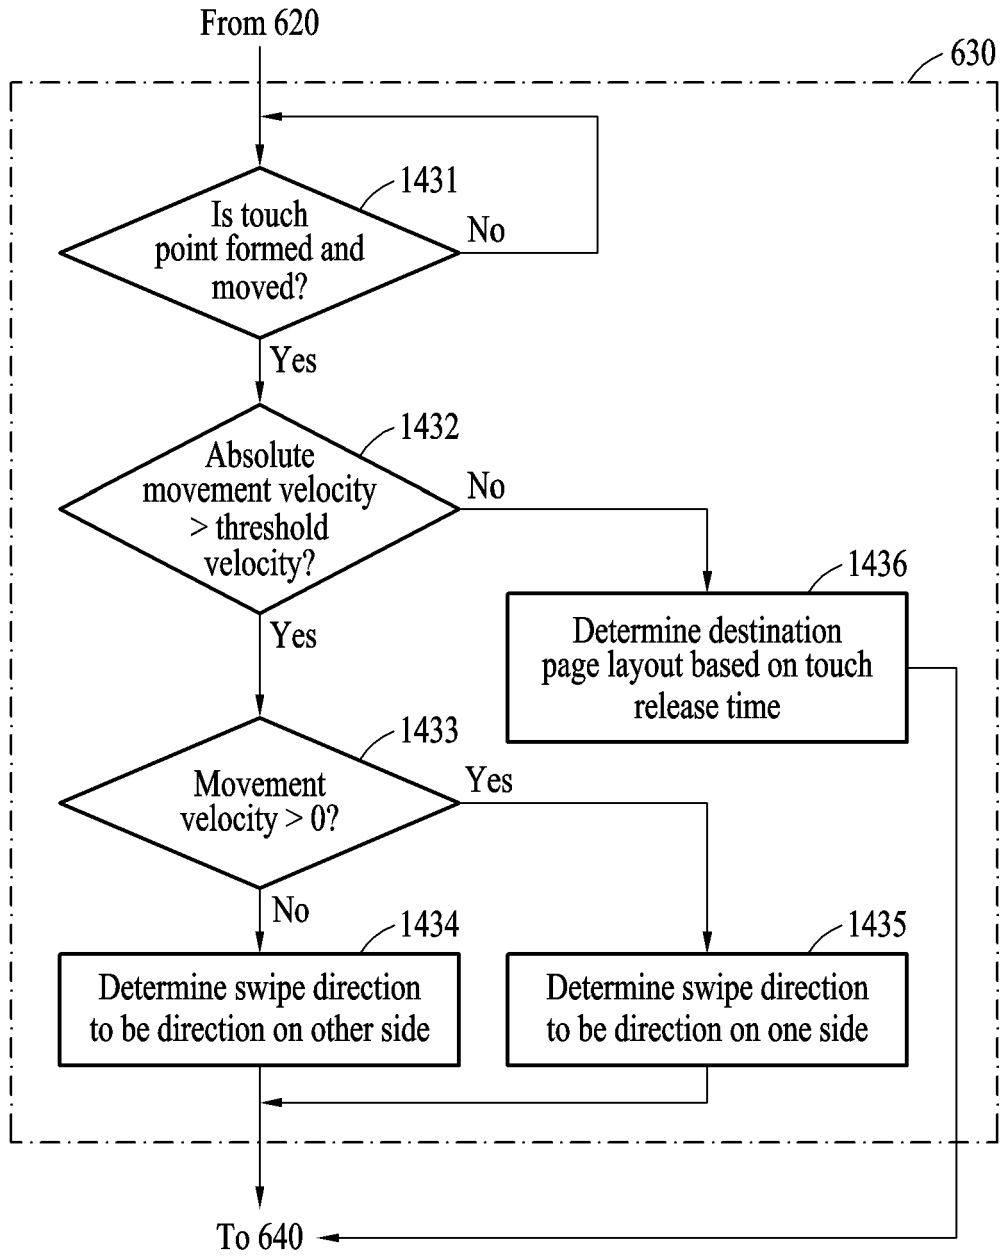 From 620
630
1431
Is touch
point formed and
moved?
No
Yes
1432
Absolute
movement velocity
> threshold
velocity?
No
Yes
1436
Determine destination
page layout based on touch
release time
1433
Movement
velocity > 0?
Yes
No
1434
Determine swipe direction
to be direction on other side
1435
Determine swipe direction
to be direction on one side
To 640